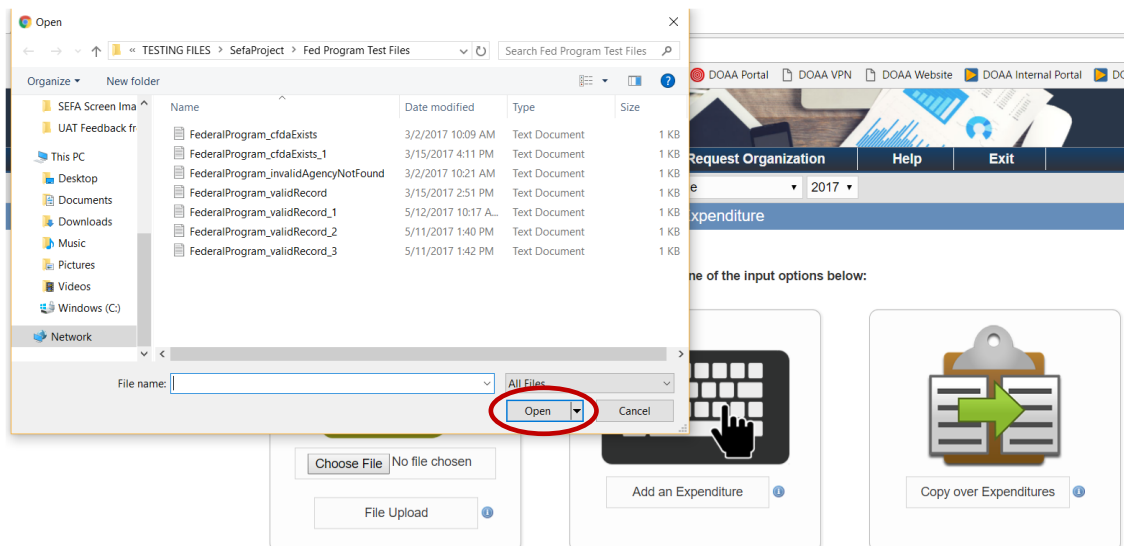 Open
« TESTING FILES > SefaProject > Fed Program Test Files
Search Fed Program Test Files
Organize
New folder
SEFA Screen Ima
UAT Feedback fr
This PC
Desktop
Documents
Downloads
Music
Pictures
Videos
Windows (C:)
Network
Name Date modified Type Size
FederalProgram_cfdaExists 3/2/2017 10:09 AM Text Document 1 KB
FederalProgram_cfdaExists_1 3/15/2017 4:11 PM Text Document 1 KB
FederalProgram_invalidAgencyNotFound 3/2/2017 10:21 AM Text Document 1 KB
FederalProgram_validRecord 3/15/2017 2:51 PM Text Document 1 KB
FederalProgram_validRecord_1 5/12/2017 10:17 A... Text Document 1 KB
FederalProgram_validRecord_2 5/11/2017 1:40 PM Text Document 1 KB
FederalProgram_validRecord_3 5/11/2017 1:42 PM Text Document 1 KB
File name:
All Files
Open
Cancel
DOAA Portal DOAA VPN DOAA Website DOAA Internal Portal DO
Request Organization Help Exit
e 2017
xpenditure
ne of the input options below:
Choose File No file chosen
File Upload
Add an Expenditure
Copy over Expenditures